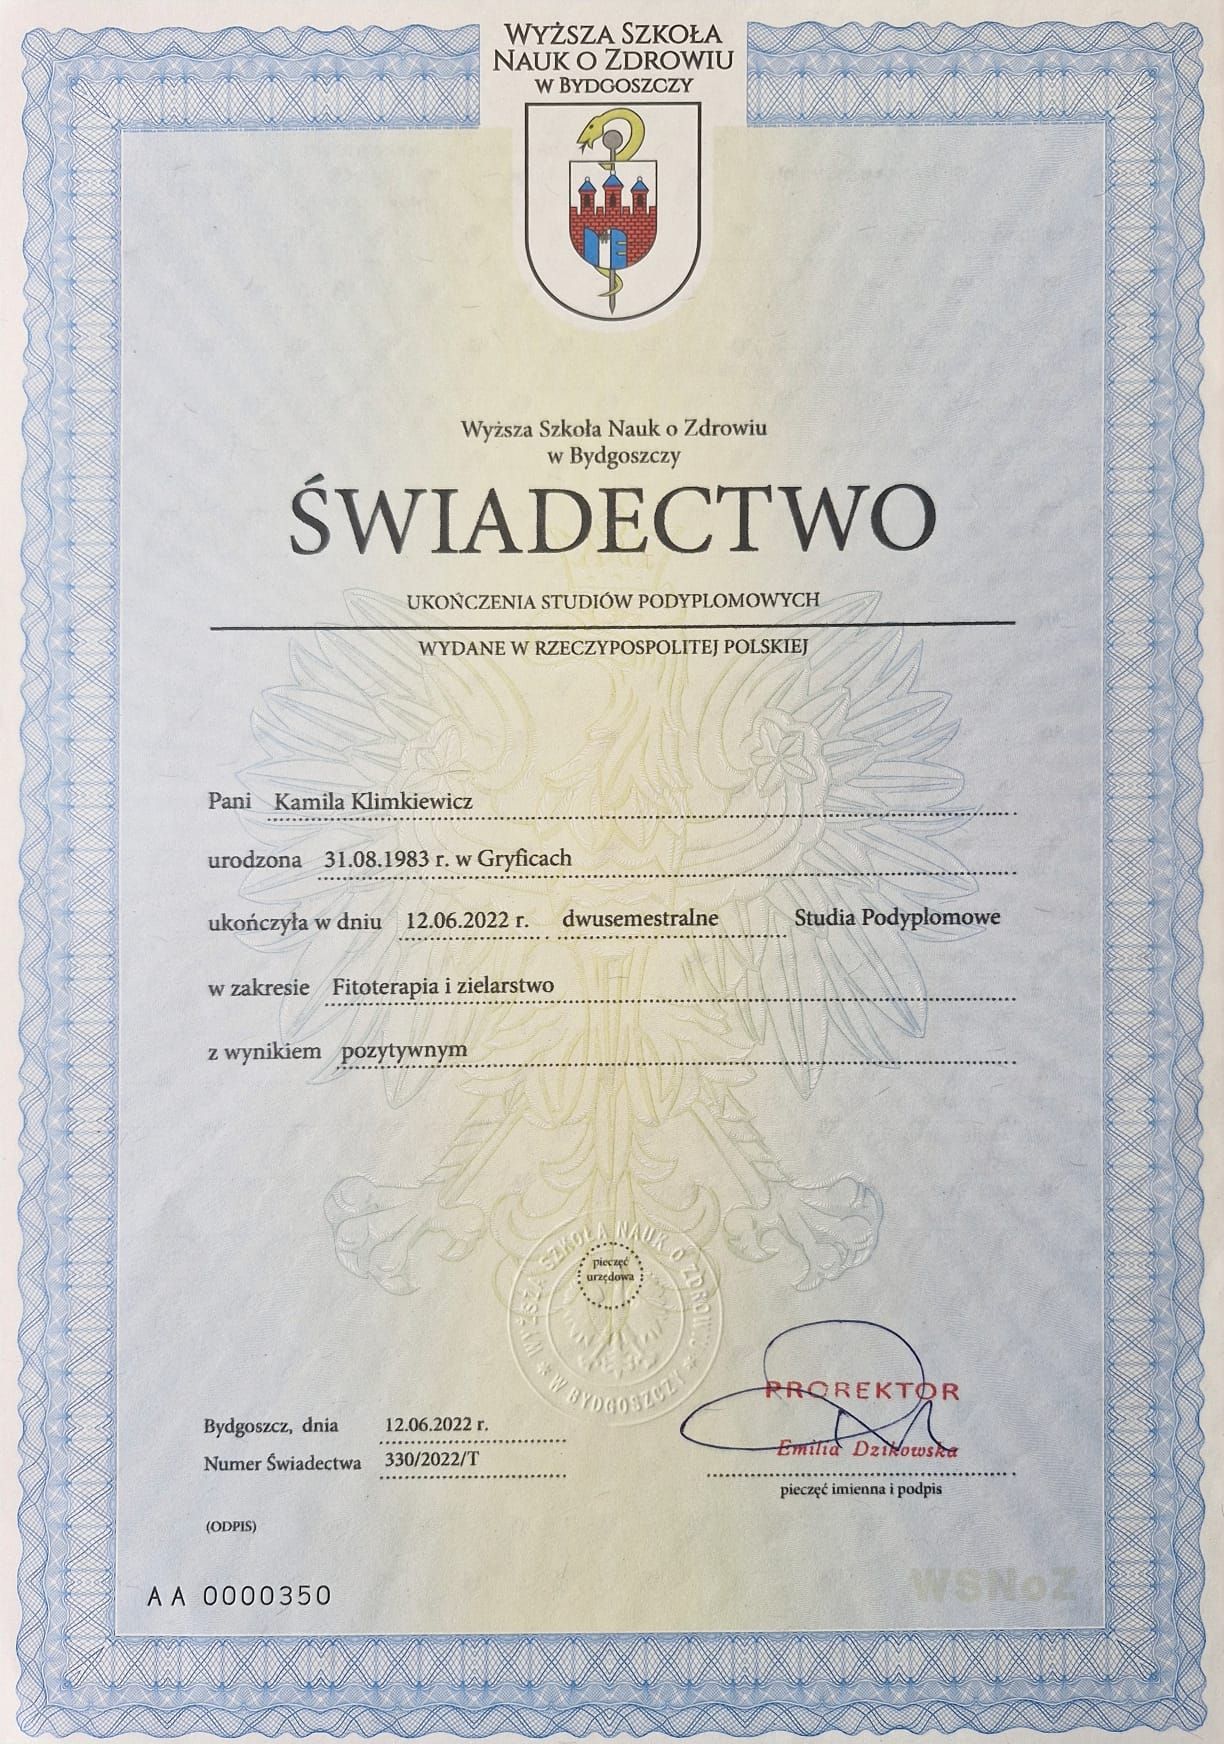 WYŻSZA SZKOŁA
NAUK O ZDROWIU
W BYDGOSZCZY
Wyższa Szkoła Nauk o Zdrowiu
w Bydgoszczy
ŚWIADECTWO
UKOŃCZENIA STUDIÓW PODYPLOMOWYCH
WYDANE W RZECZYPOSPOLITEJ POLSKIEJ
Pani Kamila Klimkiewicz
urodzona 31.08.1983 r. w Gryficach
ukończyła w dniu 12.06.2022 r. dwusemestralne Studia Podyplomowe
w zakresie Fitoterapia i zielarstwo
z wynikiem pozytywnym
WYŻSZA SZKOŁA NAUK O ZDROWIU
* W BYDGOSZCZY *
pieczęć
urzędowa
PROREKTOR
Emilia Dzikowska
pieczęć imienna i podpis
Bydgoszcz, dnia 12.06.2022 r.
Numer Świadectwa 330/2022/T
(ODPIS)
AA 0000350
WSNoZ